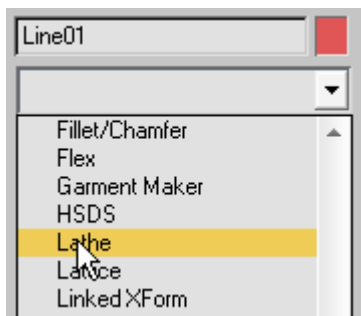 Line01
Fillet/Chamfer
Flex
Garment Maker
HSDS
Lathe
Lattice
Linked XForm